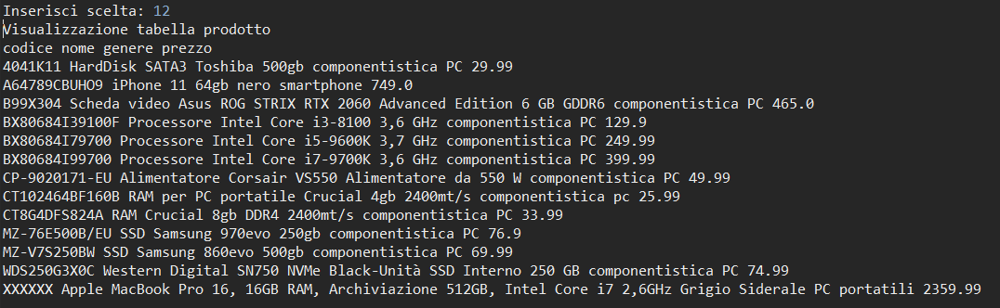 Inserisci scelta: 12
Visualizzazione tabella prodotto
codice nome genere prezzo
4041K11 HardDisk SATA3 Toshiba 500gb componentistica PC 29.99
A64789CBUHO9 iPhone 11 64gb nero smartphone 749.0
B99X304 Scheda video Asus ROG STRIX RTX 2060 Advanced Edition 6 GB GDDR6 componentistica PC 465.0
BX80684I39100F Processore Intel Core i3-8100 3,6 GHz componentistica PC 129.9
BX80684I79700 Processore Intel Core i5-9600K 3,7 GHz componentistica PC 249.99
BX80684I99700 Processore Intel Core i7-9700K 3,6 GHz componentistica PC 399.99
CP-9020171-EU Alimentatore Corsair VS550 Alimentatore da 550 W componentistica PC 49.99
CT102464BF160B RAM per PC portatile Crucial 4gb 2400mt/s componentistica pc 25.99
CT8G4DFS824A RAM Crucial 8gb DDR4 2400mt/s componentistica PC 33.99
MZ-76E500B/EU SSD Samsung 970evo 250gb componentistica PC 76.9
MZ-V7S250BW SSD Samsung 860evo 500gb componentistica PC 69.99
WDS250G3X0C Western Digital SN750 NVMe Black-Unità SSD Interno 250 GB componentistica PC 74.99
XXXXXX Apple MacBook Pro 16, 16GB RAM, Archiviazione 512GB, Intel Core i7 2,6GHz Grigio Siderale PC portatili 2359.99